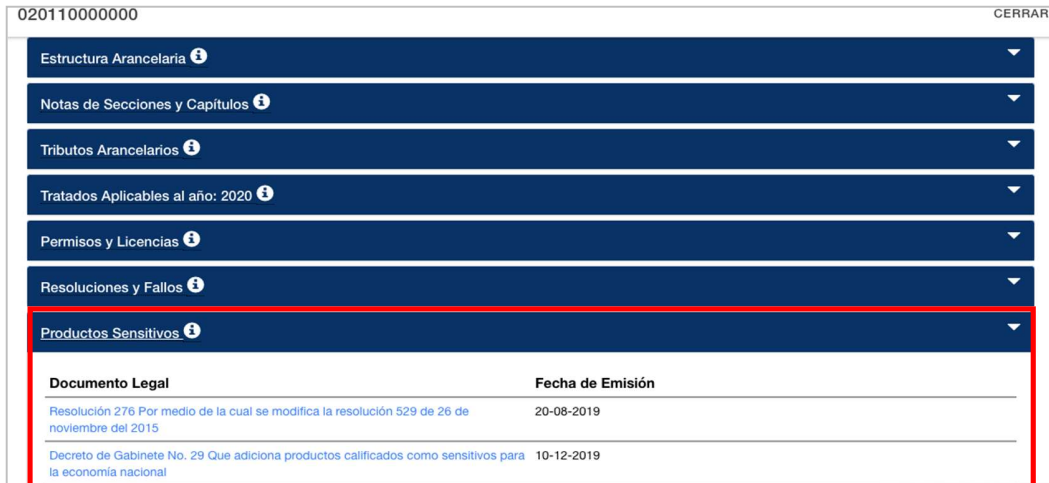 020110000000 CERRAR
Estructura Arancelaria
Notas de Secciones y Capítulos
Tributos Arancelarios
Tratados Aplicables al año: 2020
Permisos y Licencias
Resoluciones y Fallos
Productos Sensitivos
Documento Legal Fecha de Emisión
Resolución 276 Por medio de la cual se modifica la resolución 529 de 26 de 20-08-2019
noviembre del 2015
Decreto de Gabinete No. 29 Que adiciona productos calificados como sensitivos para 10-12-2019
la economía nacional